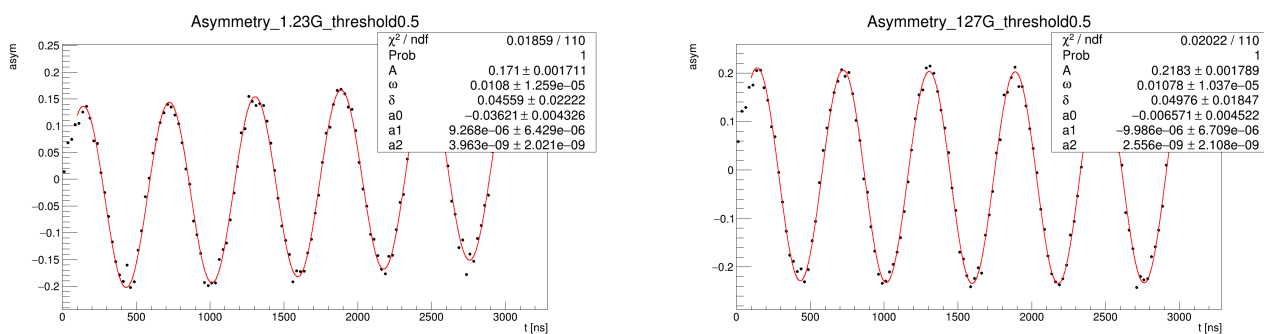 Asymmetry_1.23G_threshold0.5
asym
χ² / ndf 0.01859 / 110
Prob 1
A 0.171 ± 0.001711
ω 0.0108 ± 1.259e−05
δ 0.04559 ± 0.02222
a0 −0.03621 ± 0.004326
a1 9.268e−06 ± 6.429e−06
a2 3.963e−09 ± 2.021e−09
0.25
0.2
0.15
0.1
0.05
0
−0.05
−0.1
−0.15
−0.2
0 500 1000 1500 2000 2500 3000
t [ns]
Asymmetry_127G_threshold0.5
asym
χ² / ndf 0.02022 / 110
Prob 1
A 0.2183 ± 0.001789
ω 0.01078 ± 1.037e−05
δ 0.04976 ± 0.01847
a0 −0.006571 ± 0.004522
a1 −9.986e−06 ± 6.709e−06
a2 2.556e−09 ± 2.108e−09
0.2
0.1
0
−0.1
−0.2
0 500 1000 1500 2000 2500 3000
t [ns]